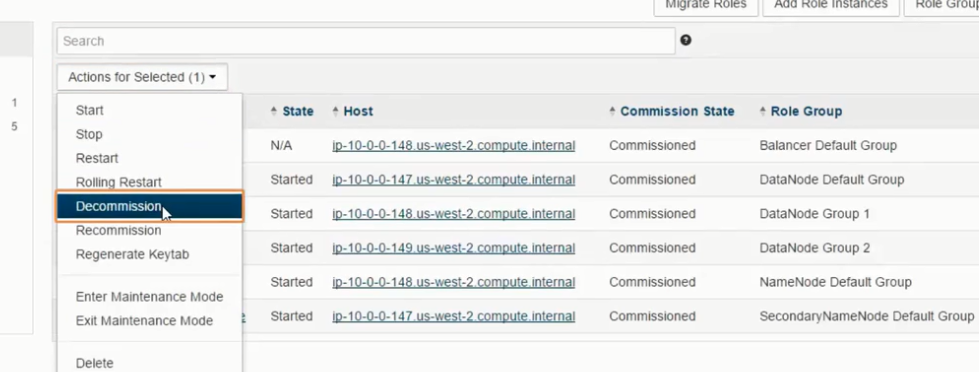 Migrate Roles Add Role Instances Role Group
Search
Actions for Selected (1)
1
5
Start
Stop
Restart
Rolling Restart
Decommission
Recommission
Regenerate Keytab
Enter Maintenance Mode
Exit Maintenance Mode
Delete
State Host Commission State Role Group
N/A ip-10-0-0-148.us-west-2.compute.internal Commissioned Balancer Default Group
Started ip-10-0-0-147.us-west-2.compute.internal Commissioned DataNode Default Group
Started ip-10-0-0-148.us-west-2.compute.internal Commissioned DataNode Group 1
Started ip-10-0-0-149.us-west-2.compute.internal Commissioned DataNode Group 2
Started ip-10-0-0-148.us-west-2.compute.internal Commissioned NameNode Default Group
e Started ip-10-0-0-147.us-west-2.compute.internal Commissioned SecondaryNameNode Default Group